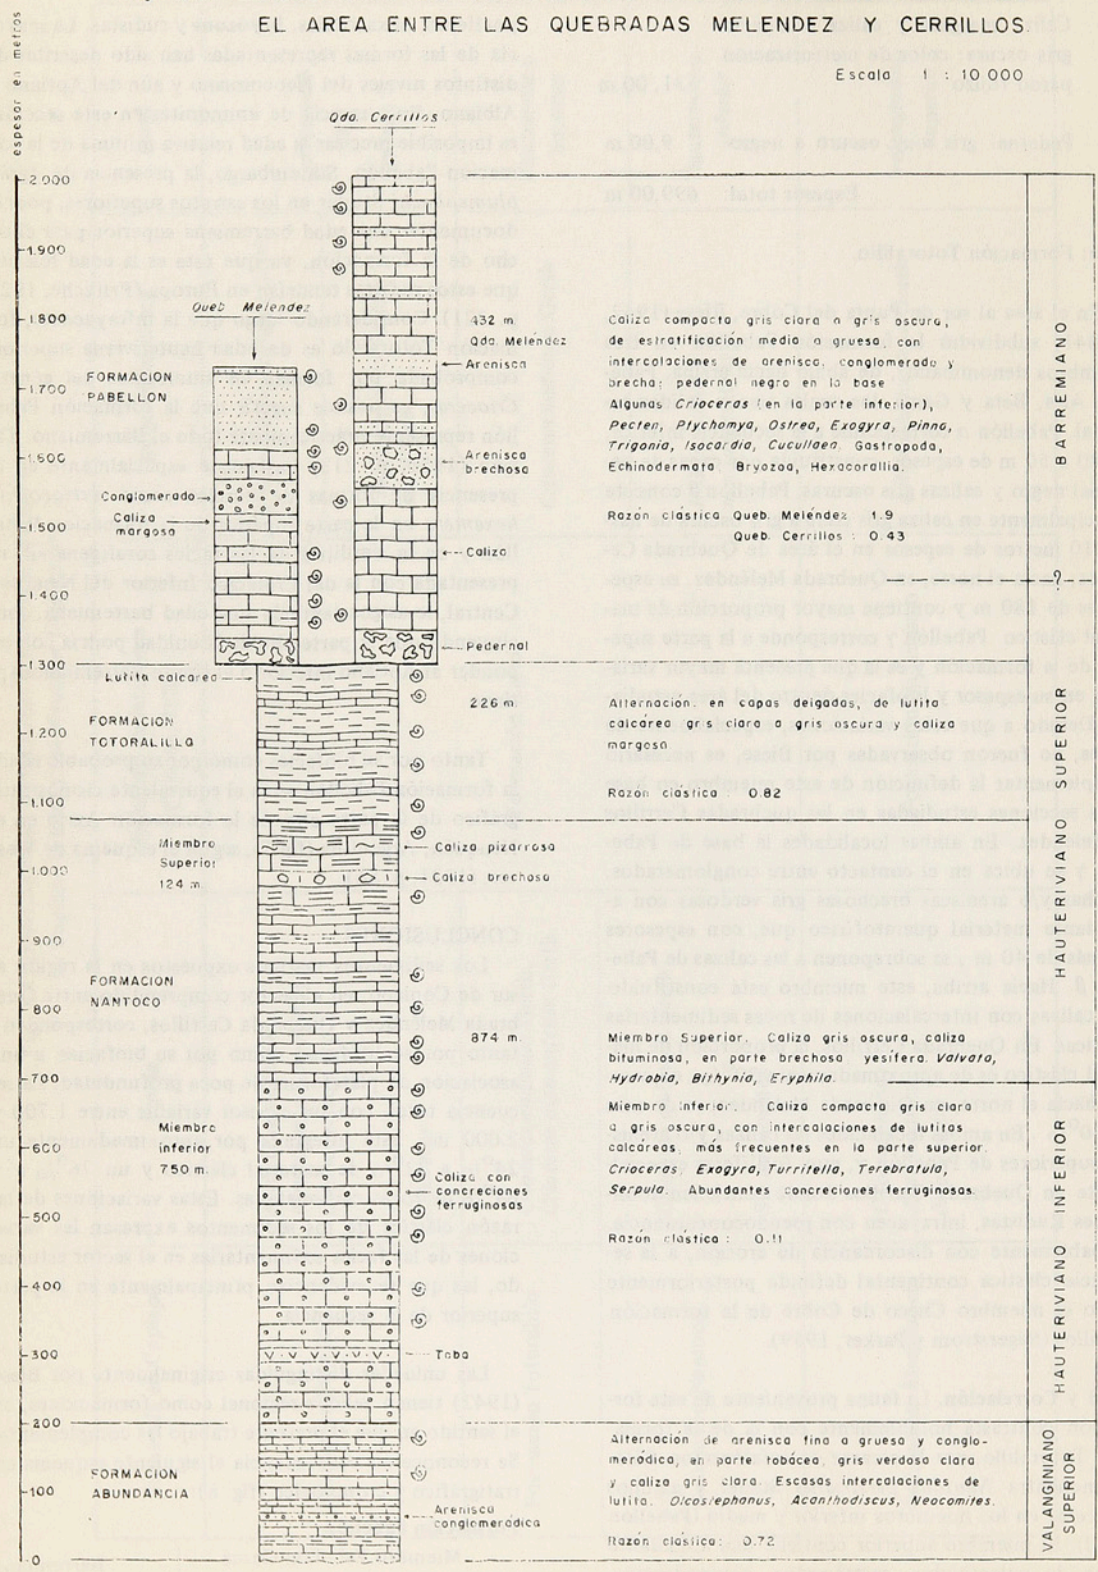 EL AREA ENTRE LAS QUEBRADAS MELENDEZ Y CERRILLOS.
Escala 1 : 10 000
espesor en metros
Qda. Cerrillos
Queb. Melendez
2.000
1.900
1.800
1.700
1.600
1.500
1.400
1.300
1.200
1.100
1.000
900
800
700
600
500
400
300
200
100
0
FORMACION
PABELLON
Conglomerado
Caliza
margosa
432 m.
Qda. Melendez
Arenisca
Arenisca
brechosa
Caliza
Pedernal
Caliza compacta gris clara a gris oscura,
de estratificación media a gruesa, con
intercalaciones de arenisca, conglomerado y
brecha; pedernal negro en la base
Algunas Crioceras (en la parte inferior),
Pecten, Ptychomya, Ostrea, Exogyra, Pinna,
Trigonia, Isocardia, Cucullaea, Gastropoda,
Echinodermata Bryozoa, Hexacorallia.
Razón clástica Queb. Meléndez 1.9
Queb. Cerrillos : 0.43
BARREMIANO
?
Lutita calcarea
FORMACION
TOTORALILLO
226 m.
Alternación, en capas delgadas, de lutita
calcárea gris clara a gris oscura y caliza
margosa
Razón clástica : 0.82
HAUTERIVIANO SUPERIOR
Miembro
Superior
124 m.
Caliza pizarrosa
Caliza brechosa
FORMACION
NANTOCO
874 m.
Miembro Superior. Caliza gris oscura, caliza
bituminosa, en parte brechosa yesífera. Valvata,
Hydrobia, Bithynia, Eryphila.
Miembro
inferior
750 m.
Caliza con
concreciones
ferruginosas
Toba
Miembro Inferior. Caliza compacta gris clara
a gris oscura, con intercalaciones de lutitas
calcáreas, más frecuentes en la parte superior.
Crioceras, Exogyra, Turritella, Terebratula,
Serpula. Abundantes concreciones ferruginosas
Razón clástica : 0.11
HAUTERIVIANO INFERIOR
FORMACION
ABUNDANCIA
Arenisca
conglomerádica
Alternación de arenisca fina a gruesa y conglo-
merádica, en parte tobácea, gris verdosa clara
y caliza gris clara. Escasas intercalaciones de
lutita. Olcostephanus, Acanthodiscus, Neocomites.
Razón clástica: 0.72
VALANGINIANO
SUPERIOR